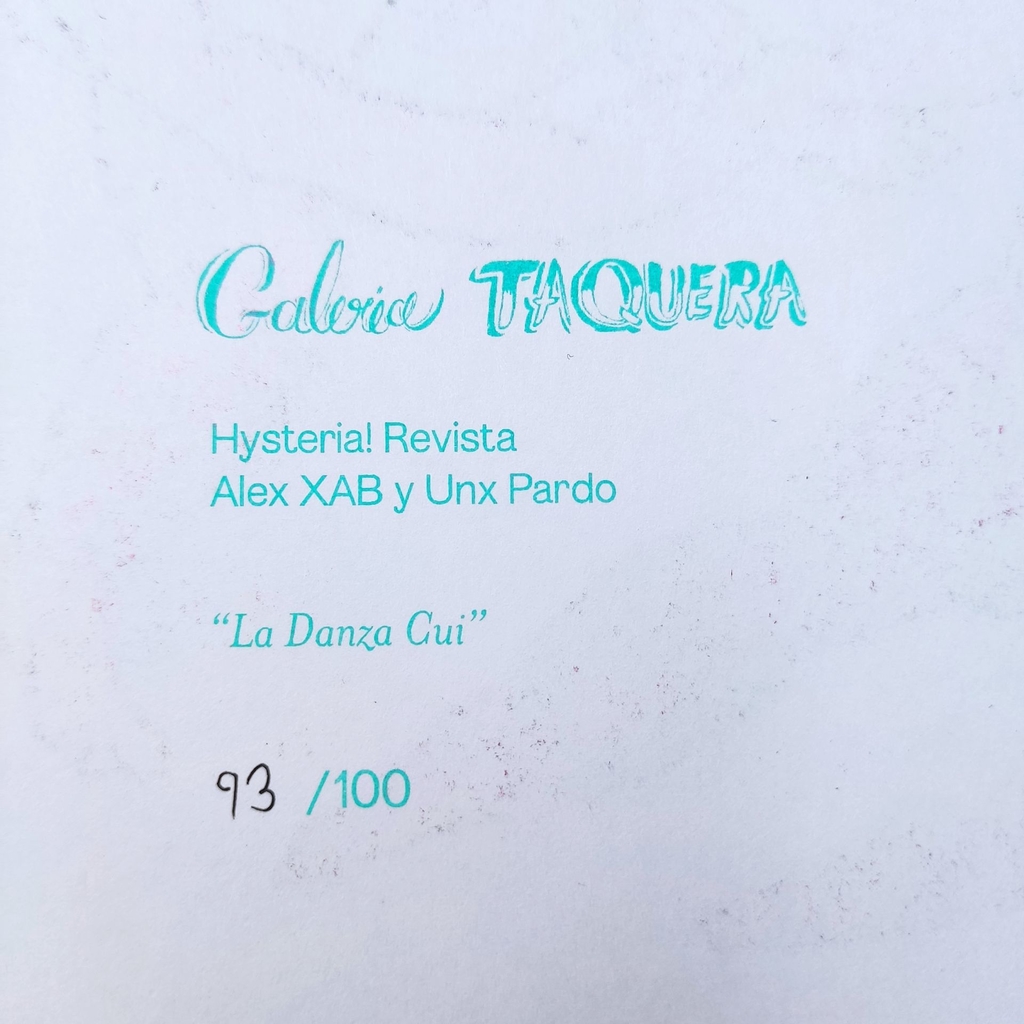 Galeria TAQUERA
Hysteria! Revista
Alex XAB y Unx Pardo
“La Danza Cui”
93 /100